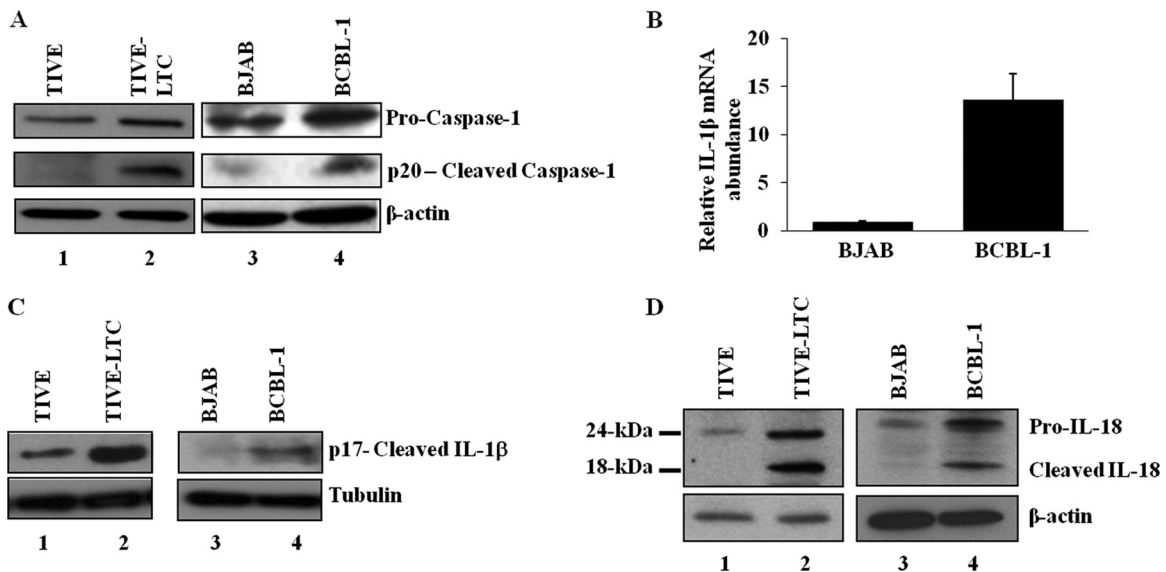 A
TIVE
TIVE-
LTC
BJAB
BCBL-1
Pro-Caspase-1
p20 – Cleaved Caspase-1
β-actin
1 2 3 4
B
Relative IL-1β mRNA
abundance
20
15
10
5
0
BJAB BCBL-1
C
TIVE
TIVE-LTC
BJAB
BCBL-1
p17- Cleaved IL-1β
Tubulin
1 2 3 4
D
TIVE
TIVE-LTC
BJAB
BCBL-1
24-kDa
Pro-IL-18
18-kDa
Cleaved IL-18
β-actin
1 2 3 4